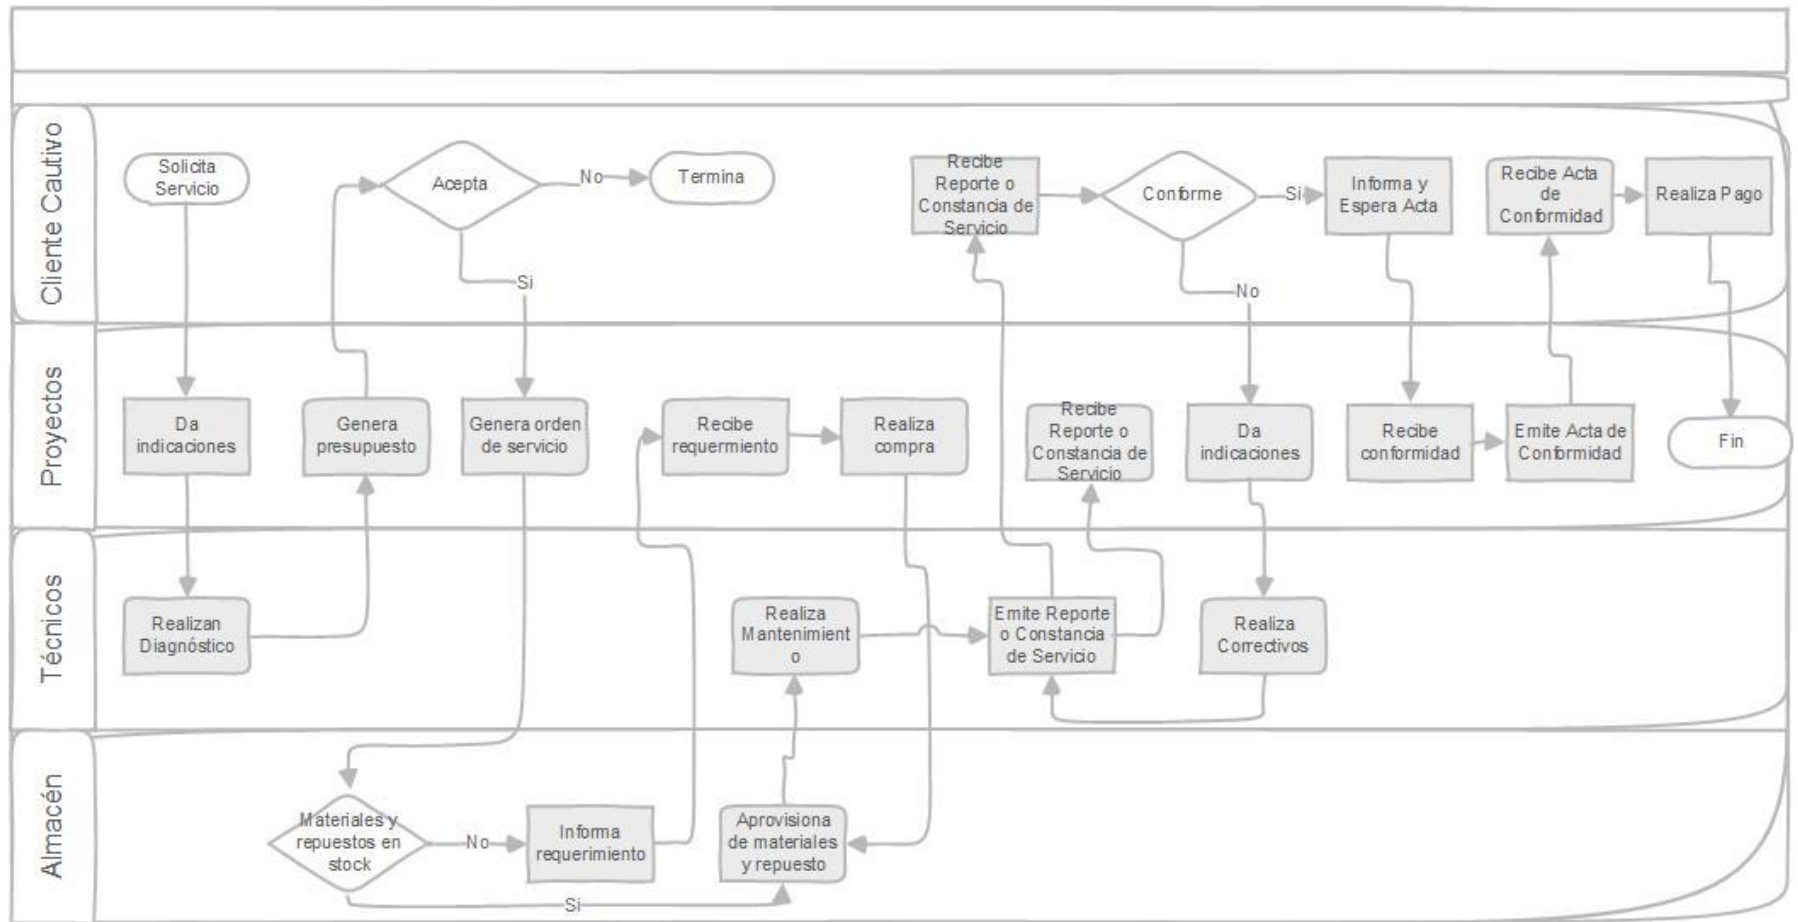 Cliente Cautivo
Solicita
Servicio
Acepta
No
Termina
Si
Recibe
Reporte o
Constancia de
Servicio
Conforme
Si
No
Informa y
Espera Acta
Recibe Acta
de
Conformidad
Realiza Pago
Proyectos
Da
indicaciones
Genera
presupuesto
Genera orden
de servicio
Recibe
requermiento
Realiza
compra
Recibe
Reporte o
Constancia de
Servicio
Da
indicaciones
Recibe
conformidad
Emite Acta de
Conformidad
Fin
Técnicos
Realizan
Diagnóstico
Realiza
Mantenimient
o
Emite Reporte
o Constancia
de Servicio
Realiza
Correctivos
Almacén
Materiales y
repuestos en
stock
No
Si
Informa
requerimiento
Aprovisiona
de materiales
y repuesto